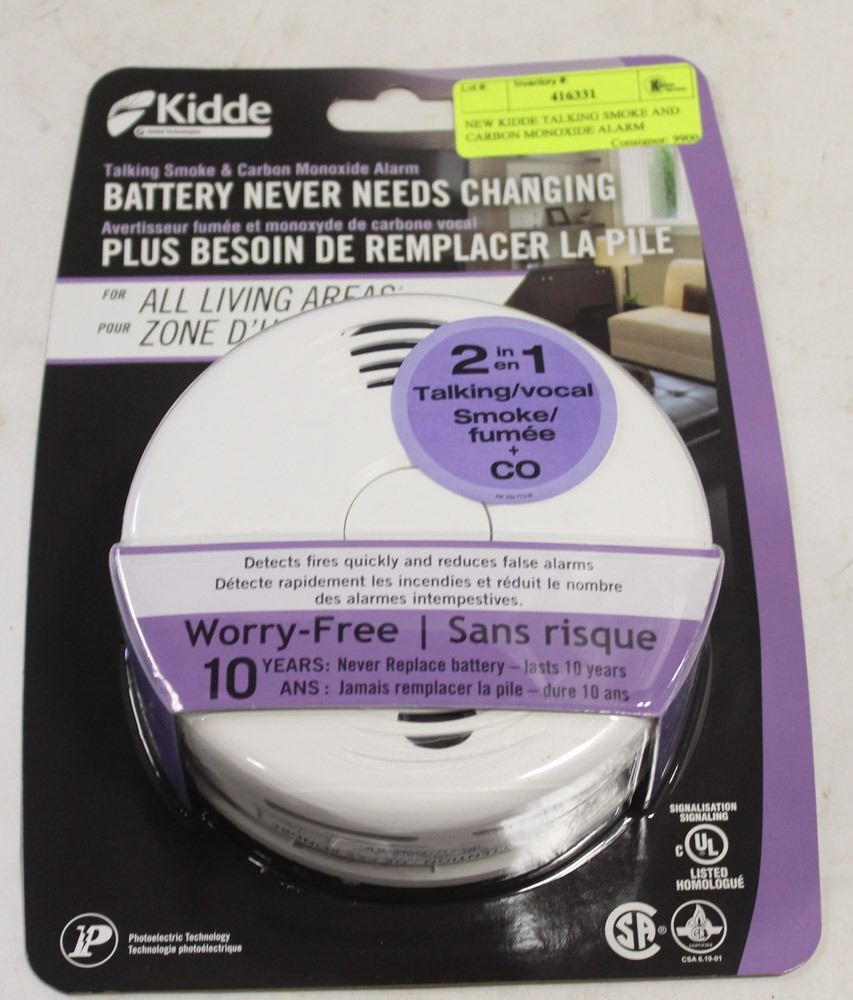 Kidde
Lot #:
Inventory #:
416331
NEW KIDDE TALKING SMOKE AND
CARBON MONOXIDE ALARM
Consignor: 9900
Talking Smoke & Carbon Monoxide Alarm
BATTERY NEVER NEEDS CHANGING
Avertisseur fumée et monoxyde de carbone vocal
PLUS BESOIN DE REMPLACER LA PILE
FOR ALL LIVING AREAS
POUR ZONE
2 in en 1
Talking/vocal
Smoke/
fumée
+
CO
Detects fires quickly and reduces false alarms
Détecte rapidement les incendies et réduit le nombre
des alarmes intempestives.
Worry-Free | Sans risque
10 YEARS: Never Replace battery – lasts 10 years
ANS : Jamais remplacer la pile – dure 10 ans
SIGNALISATION
SIGNALING
C UL
LISTED
HOMOLOGUÉ
SA ®
CERTIFIED
CSA 6.19-01
P
Photoelectric Technology
Technologie photoélectrique